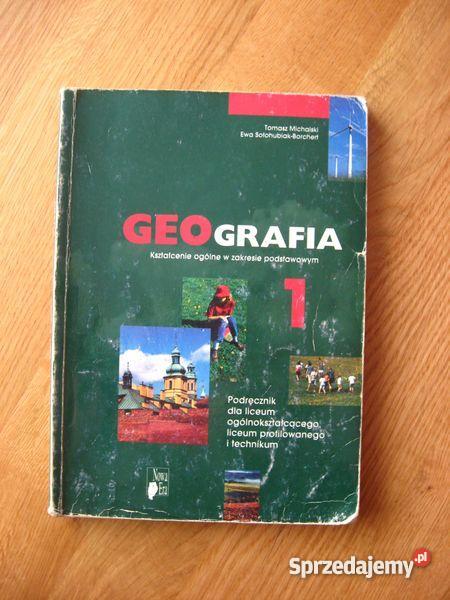 Tomasz Michalski
Ewa Sołohubiak-Borchert
GEOGRAFIA
Kształcenie ogólne w zakresie podstawowym
1
Podręcznik
dla liceum
ogólnokształcącego,
liceum profilowanego
i technikum
Nowa
Era
Sprzedajemy.pl